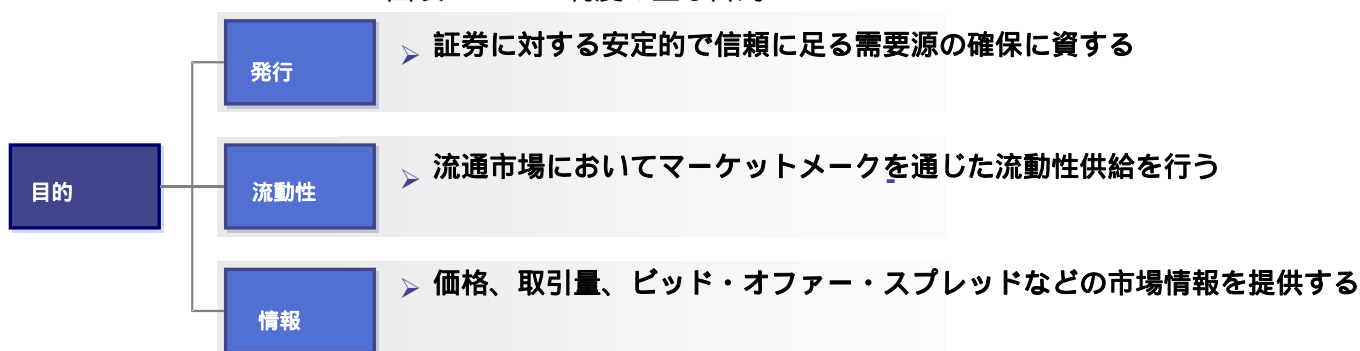 発行
➢ 証券に対する安定的で信頼に足る需要源の確保に資する
目的
流動性
➢ 流通市場においてマーケットメークを通じた流動性供給を行う
情報
➢ 価格、取引量、ビッド・オファー・スプレッドなどの市場情報を提供する